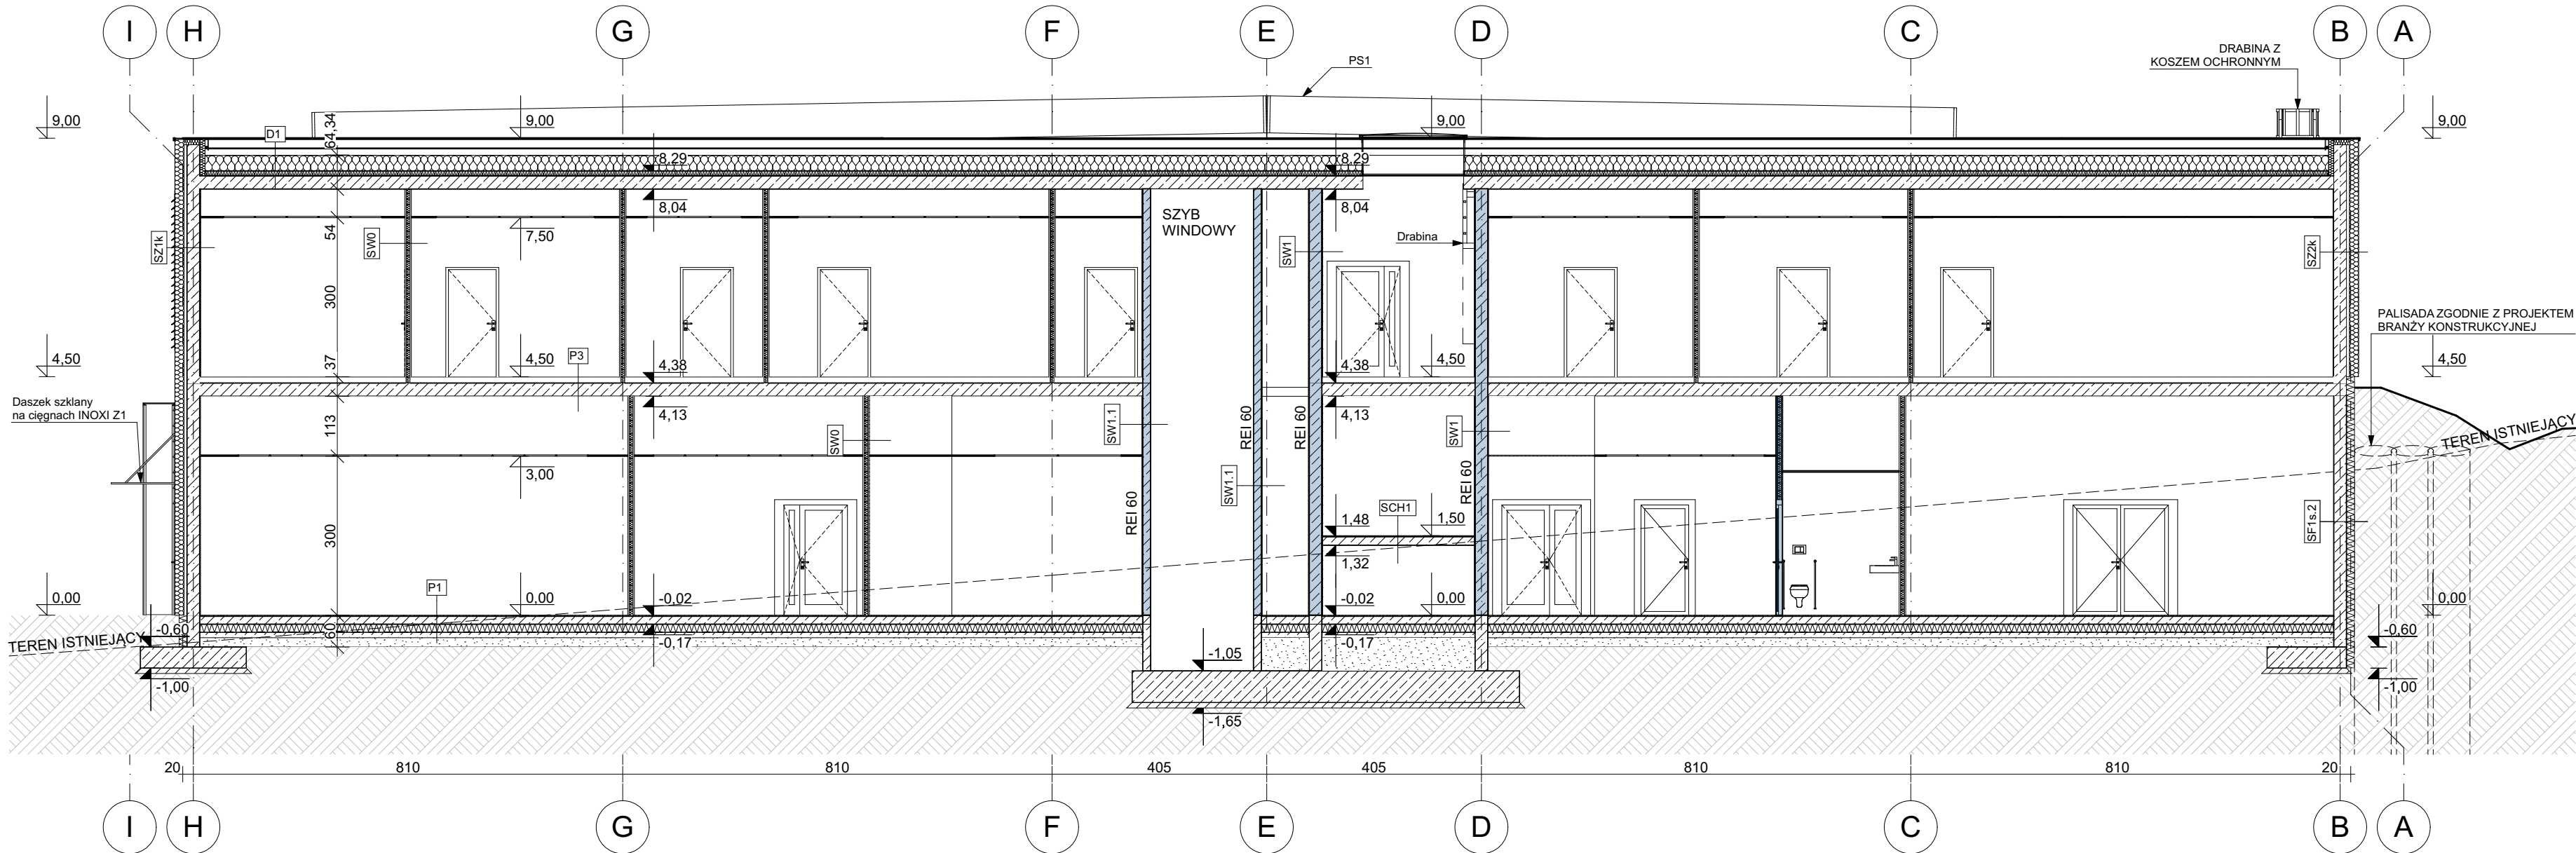 I
H
G
F
E
D
C
B
A
DRABINA Z
KOSZEM OCHRONNYM
PS1
9,00
D1
64,34
9,00
9,00
9,00
8,29
8,29
8,04
8,04
SZYB
WINDOWY
SZ1k
54
SW0
7,50
SW1
Drabina
SZ2k
300
PALISADA ZGODNIE Z PROJEKTEM
BRANŻY KONSTRUKCYJNEJ
4,50
37
4,50
P3
4,38
4,38
4,50
4,50
Daszek szklany
na cięgnach INOXI Z1
113
4,13
4,13
SW0
SW1.1
REI 60
REI 60
SW1
TEREN ISTNIEJĄCY
3,00
SW1.1
REI 60
REI 60
300
1,48
SCH1
1,50
SF1s.2
1,32
P1
0,00
0,00
-0,02
-0,02
0,00
0,00
TEREN ISTNIEJĄCY
-0,60
60
-0,17
-0,17
-0,60
-1,05
-1,00
-1,00
-1,65
20
810
810
405
405
810
810
20
I
H
G
F
E
D
C
B
A